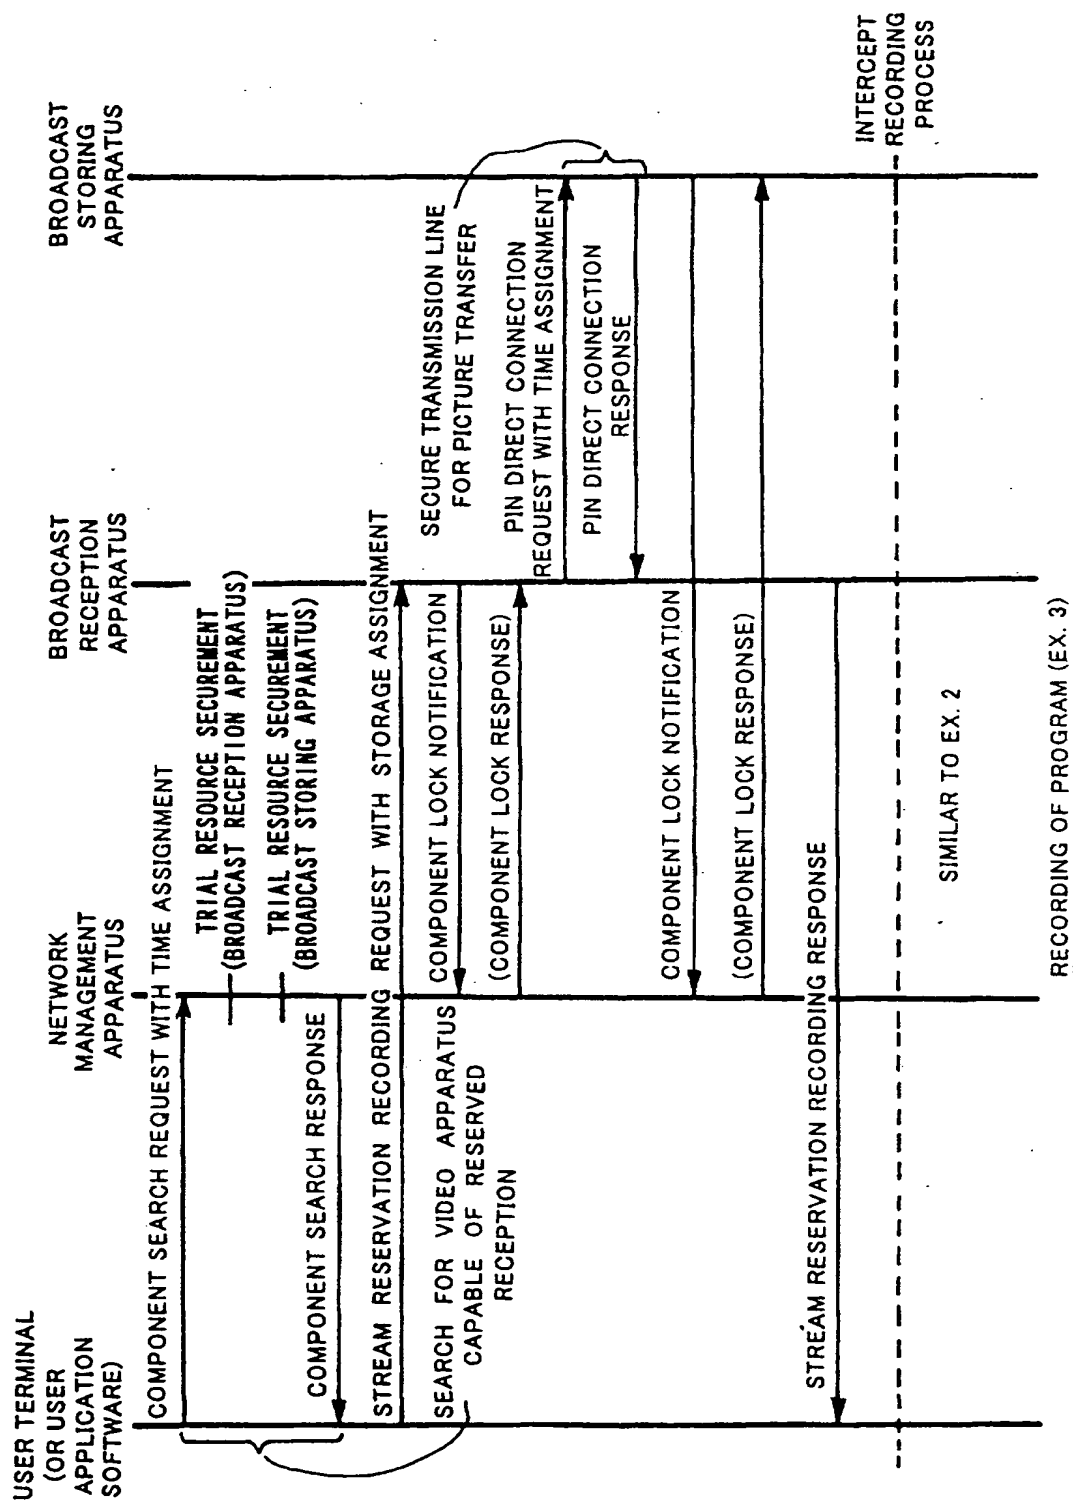 USER TERMINAL
(OR USER
APPLICATION
SOFTWARE)
NETWORK
MANAGEMENT
APPARATUS
BROADCAST
RECEPTION
APPARATUS
BROADCAST
STORING
APPARATUS
COMPONENT SEARCH REQUEST WITH TIME ASSIGNMENT
TRIAL RESOURCE SECUREMENT
(BROADCAST RECEPTION APPARATUS)
TRIAL RESOURCE SECUREMENT
(BROADCAST STORING APPARATUS)
COMPONENT SEARCH RESPONSE
STREAM RESERVATION RECORDING REQUEST WITH STORAGE ASSIGNMENT
SEARCH FOR VIDEO APPARATUS
CAPABLE OF RESERVED
RECEPTION
COMPONENT LOCK NOTIFICATION
(COMPONENT LOCK RESPONSE)
SECURE TRANSMISSION LINE
FOR PICTURE TRANSFER
PIN DIRECT CONNECTION
REQUEST WITH TIME ASSIGNMENT
PIN DIRECT CONNECTION
RESPONSE
COMPONENT LOCK NOTIFICATION
(COMPONENT LOCK RESPONSE)
STREAM RESERVATION RECORDING RESPONSE
INTERCEPT
RECORDING
PROCESS
SIMILAR TO EX. 2
RECORDING OF PROGRAM (EX. 3)